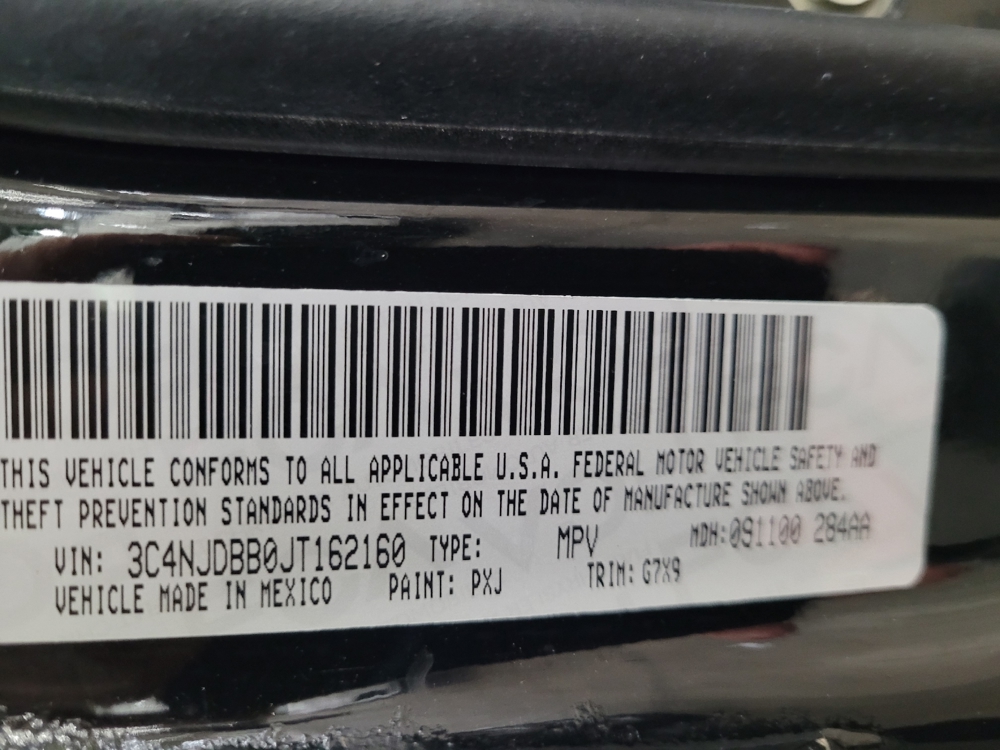 THIS VEHICLE CONFORMS TO ALL APPLICABLE U.S.A. FEDERAL MOTOR VEHICLE SAFETY AND
THEFT PREVENTION STANDARDS IN EFFECT ON THE DATE OF MANUFACTURE SHOWN ABOVE.
VIN: 3C4NJDBB0JT162160 TYPE: MPV MDH:091100 284AA
VEHICLE MADE IN MEXICO PAINT: PXJ TRIM: G7X9